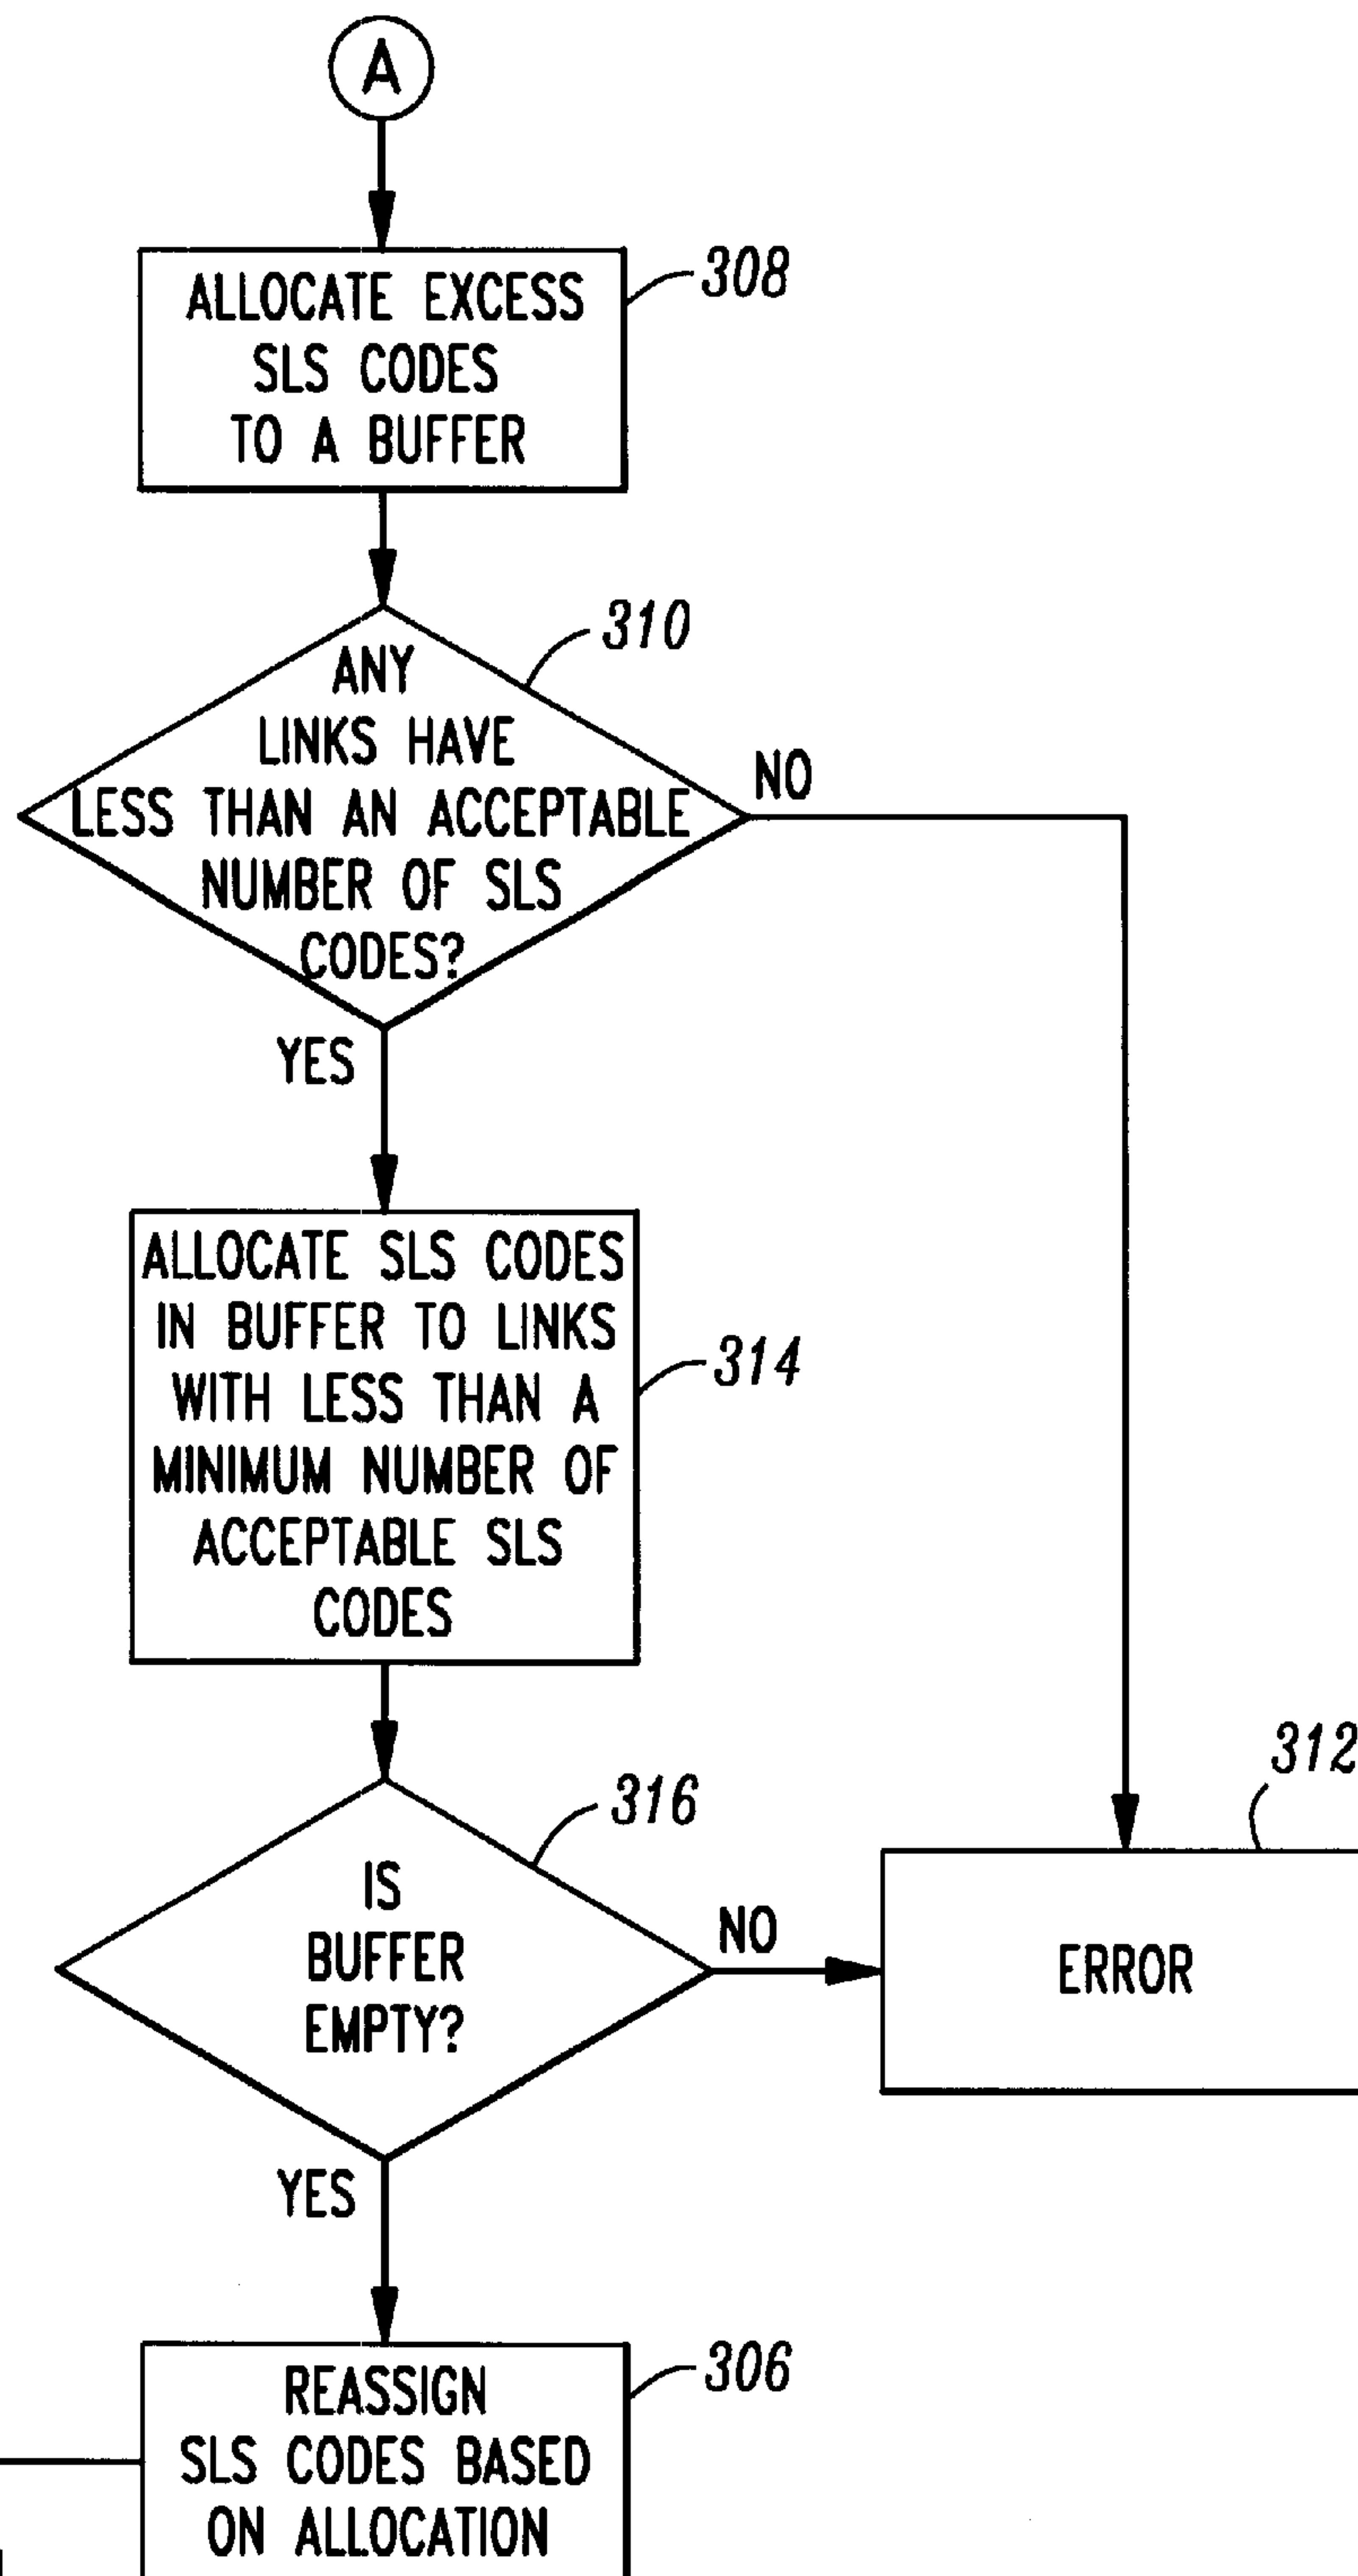 A
ALLOCATE EXCESS
SLS CODES
TO A BUFFER
308
ANY
LINKS HAVE
LESS THAN AN ACCEPTABLE
NUMBER OF SLS
CODES?
310
NO
YES
ALLOCATE SLS CODES
IN BUFFER TO LINKS
WITH LESS THAN A
MINIMUM NUMBER OF
ACCEPTABLE SLS
CODES
314
IS
BUFFER
EMPTY?
316
NO
312
ERROR
YES
REASSIGN
SLS CODES BASED
ON ALLOCATION
306